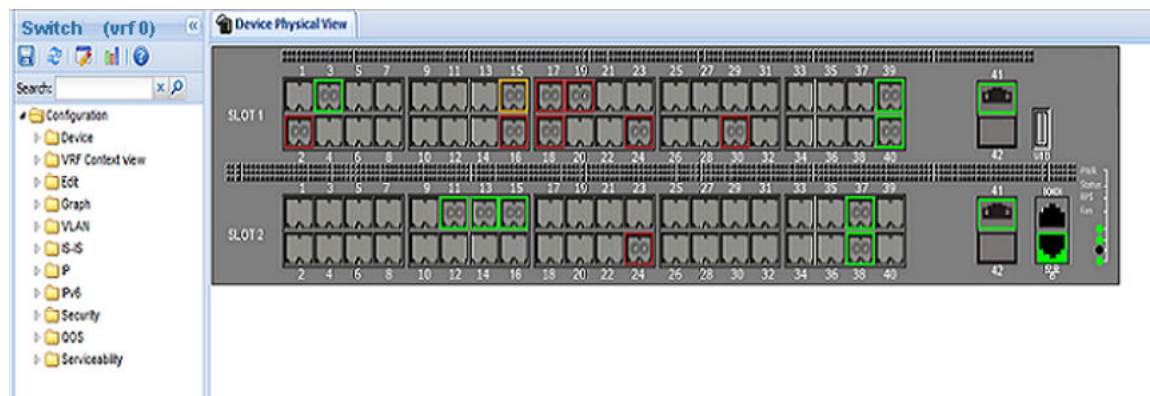 Switch (vrf 0) «
Device Physical View
Search: x
Configuration
Device
VRF Context view
Edit
Graph
VLAN
IS-IS
IP
IPv6
Security
QOS
Serviceability
1 3 5 7 9 11 13 15 17 19 21 23 25 27 29 31 33 35 37 39 41
SLOT 1
2 4 6 8 10 12 14 16 18 20 22 24 26 28 30 32 34 36 38 40 42
PWR
Status
RPS
Fan
1 3 5 7 9 11 13 15 17 19 21 23 25 27 29 31 33 35 37 39 41
SLOT 2
2 4 6 8 10 12 14 16 18 20 22 24 26 28 30 32 34 36 38 40 42